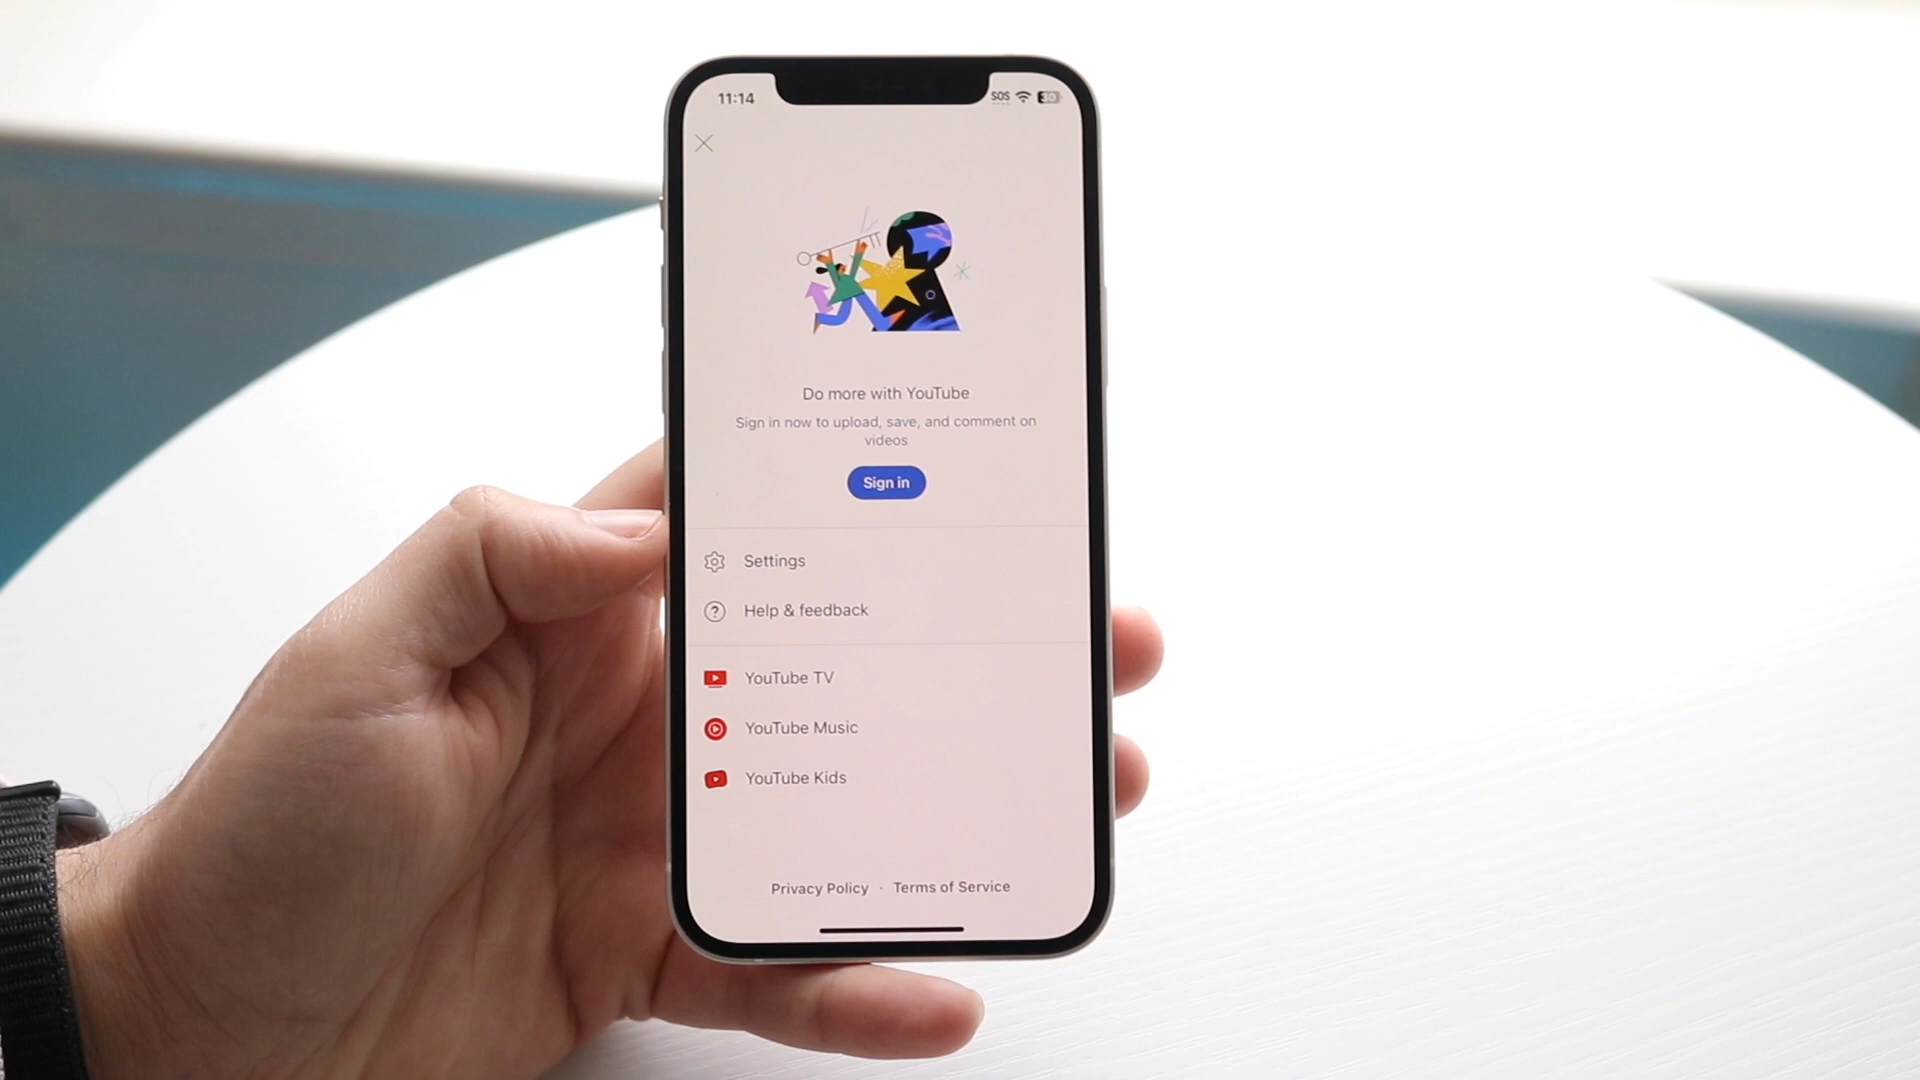 11:14
SOS
30
Do more with YouTube
Sign in now to upload, save, and comment on
videos
Sign in
Settings
Help & feedback
YouTube TV
YouTube Music
YouTube Kids
Privacy Policy · Terms of Service